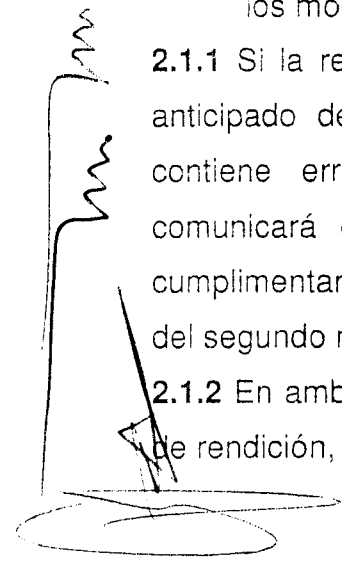 los mo
2.1.1 Si la re
anticipado de
contiene err
comunicará
cumplimentar
del segundo r
2.1.2 En amb
de rendición,